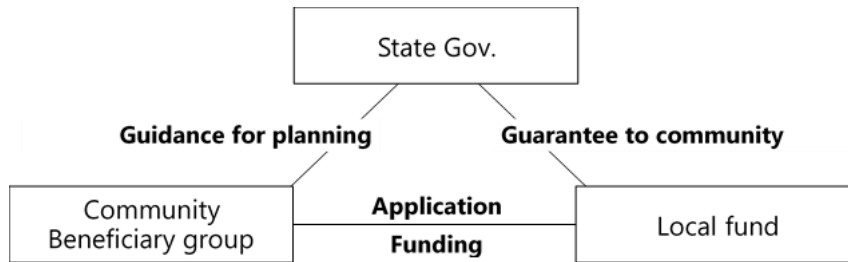 State Gov.
Guidance for planning
Guarantee to community
Community
Beneficiary group
Application
Funding
Local fund